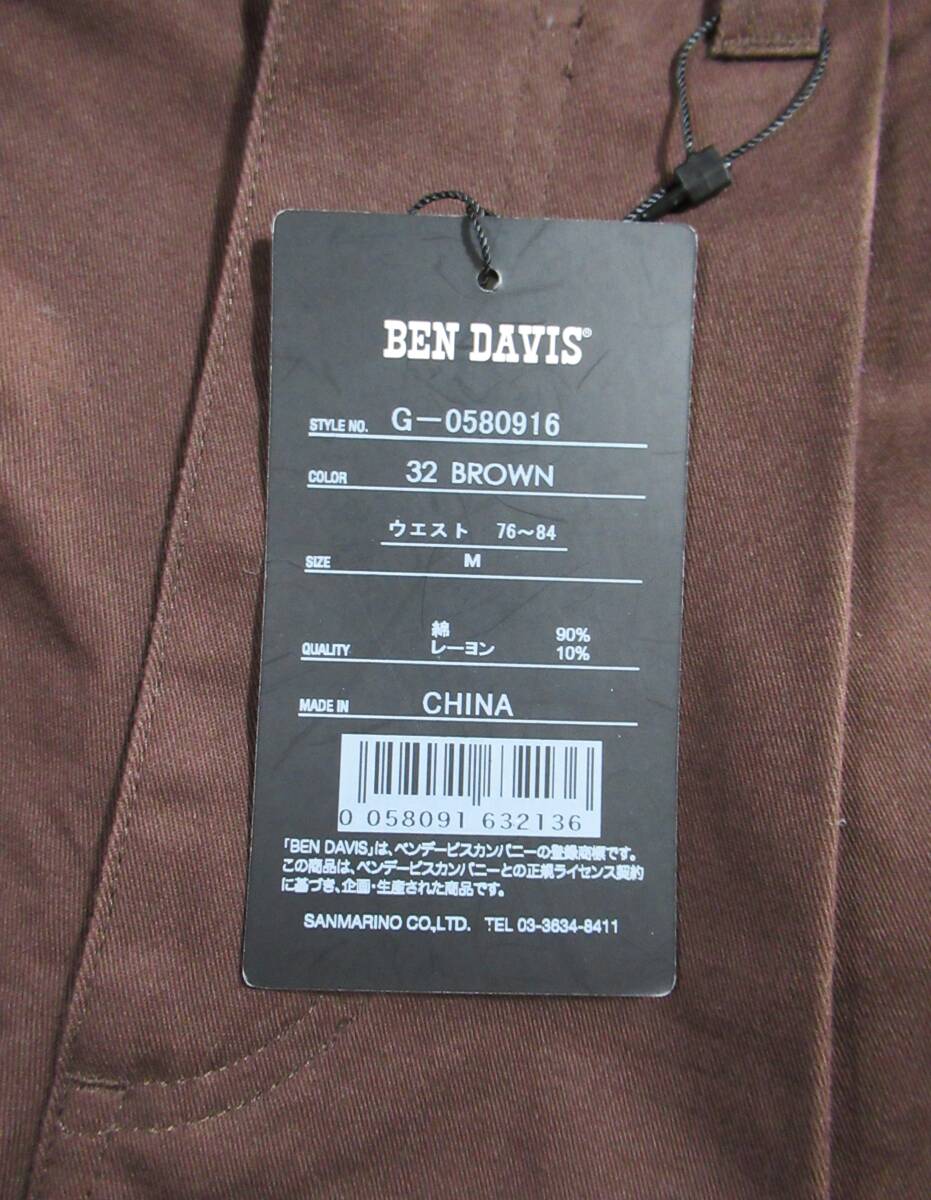 BEN DAVIS®
STYLE NO. G-0580916
COLOR 32 BROWN
ウエスト 76~84
SIZE M
綿 90%
QUALITY レーヨン 10%
MADE IN CHINA
0 058091 632136
「BEN DAVIS」は、ベンデービスカンパニーの登録商標です。
この商品は、ベンデービスカンパニーとの正規ライセンス契約
に基づき、企画・生産された商品です。
SANMARINO CO.,LTD. TEL 03-3634-8411